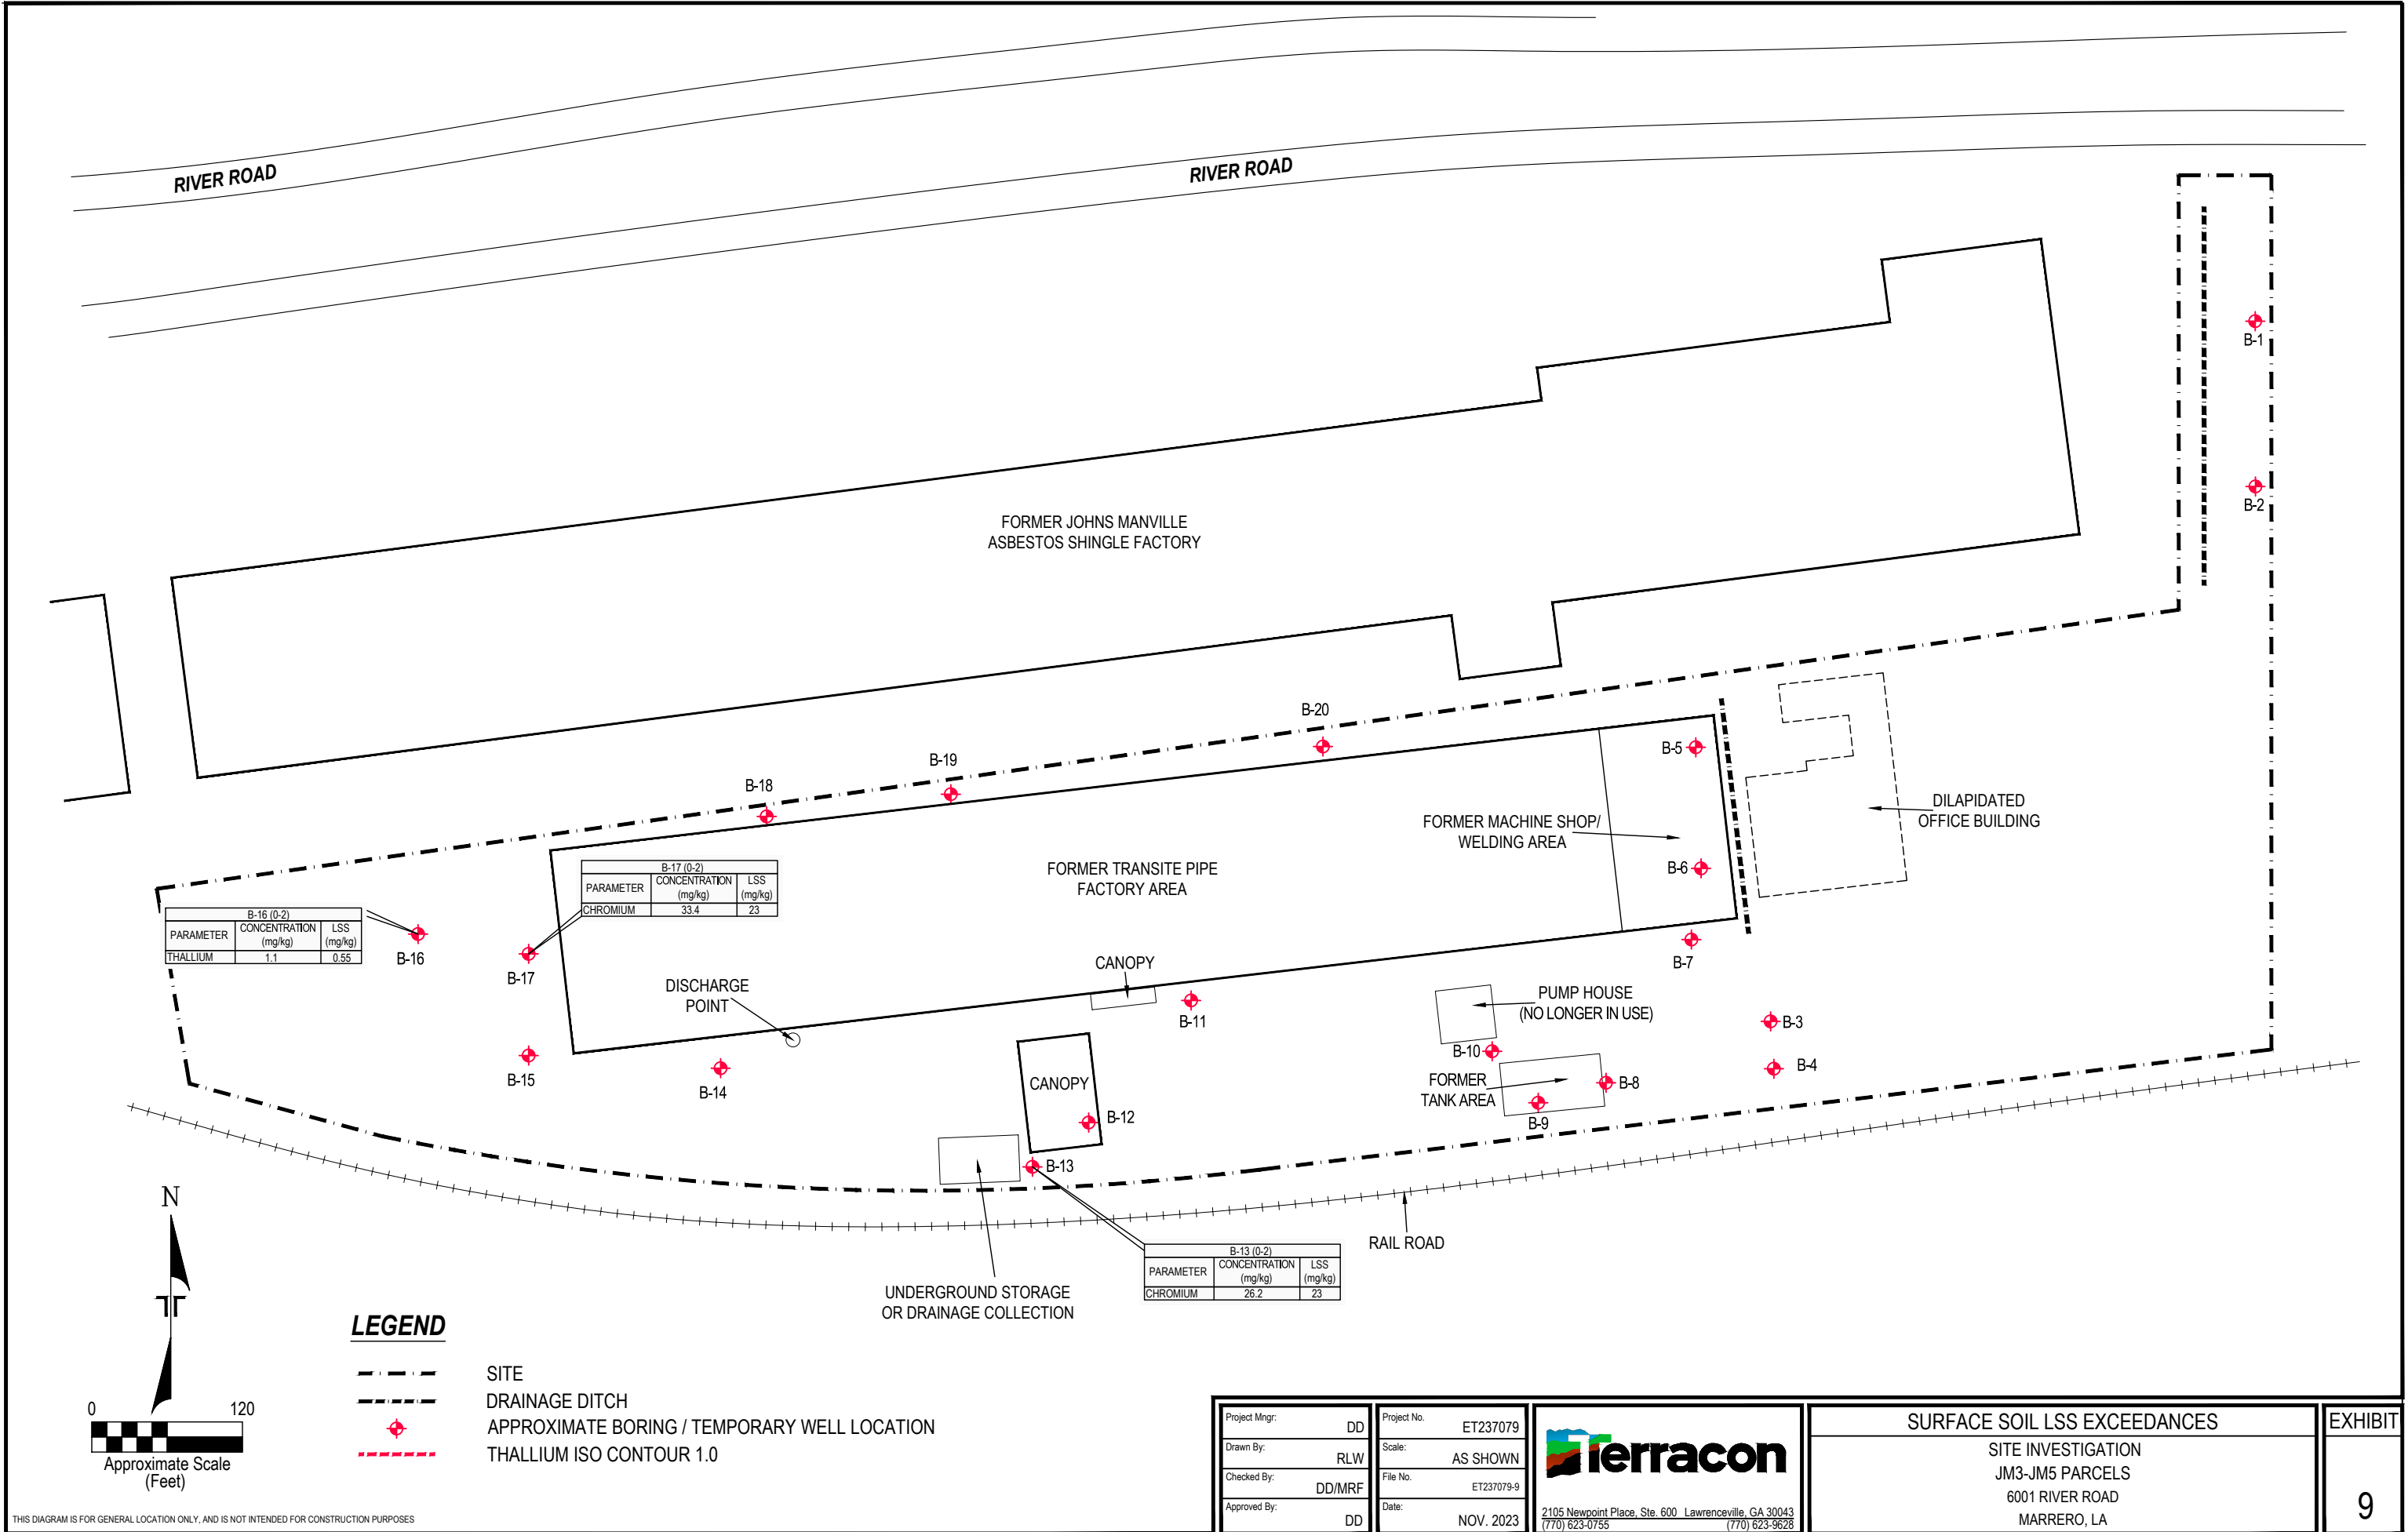 RIVER ROAD
RIVER ROAD
B-1
B-2
FORMER JOHNS MANVILLE
ASBESTOS SHINGLE FACTORY
B-20
B-19
B-18
B-5
FORMER MACHINE SHOP/
WELDING AREA
DILAPIDATED
OFFICE BUILDING
B-6
FORMER TRANSITE PIPE
FACTORY AREA
B-17 (0-2)
PARAMETER CONCENTRATION (mg/kg) LSS (mg/kg)
CHROMIUM 33.4 23
B-16 (0-2)
PARAMETER CONCENTRATION (mg/kg) LSS (mg/kg)
THALLIUM 1.1 0.55
B-16
B-17
B-7
CANOPY
DISCHARGE
POINT
PUMP HOUSE
(NO LONGER IN USE)
B-11
B-3
B-10
B-4
B-15
B-14
CANOPY
FORMER
TANK AREA
B-8
B-12
B-9
B-13
RAIL ROAD
B-13 (0-2)
PARAMETER CONCENTRATION (mg/kg) LSS (mg/kg)
CHROMIUM 26.2 23
UNDERGROUND STORAGE
OR DRAINAGE COLLECTION
N
0 120
Approximate Scale
(Feet)
LEGEND
SITE
DRAINAGE DITCH
APPROXIMATE BORING / TEMPORARY WELL LOCATION
THALLIUM ISO CONTOUR 1.0
THIS DIAGRAM IS FOR GENERAL LOCATION ONLY, AND IS NOT INTENDED FOR CONSTRUCTION PURPOSES
Project Mngr: DD
Drawn By: RLW
Checked By: DD/MRF
Approved By: DD
Project No. ET237079
Scale: AS SHOWN
File No. ET237079-9
Date: NOV. 2023
Terracon
2105 Newpoint Place, Ste. 600 Lawrenceville, GA 30043
(770) 623-0755 (770) 623-9628
SURFACE SOIL LSS EXCEEDANCES
SITE INVESTIGATION
JM3-JM5 PARCELS
6001 RIVER ROAD
MARRERO, LA
EXHIBIT
9